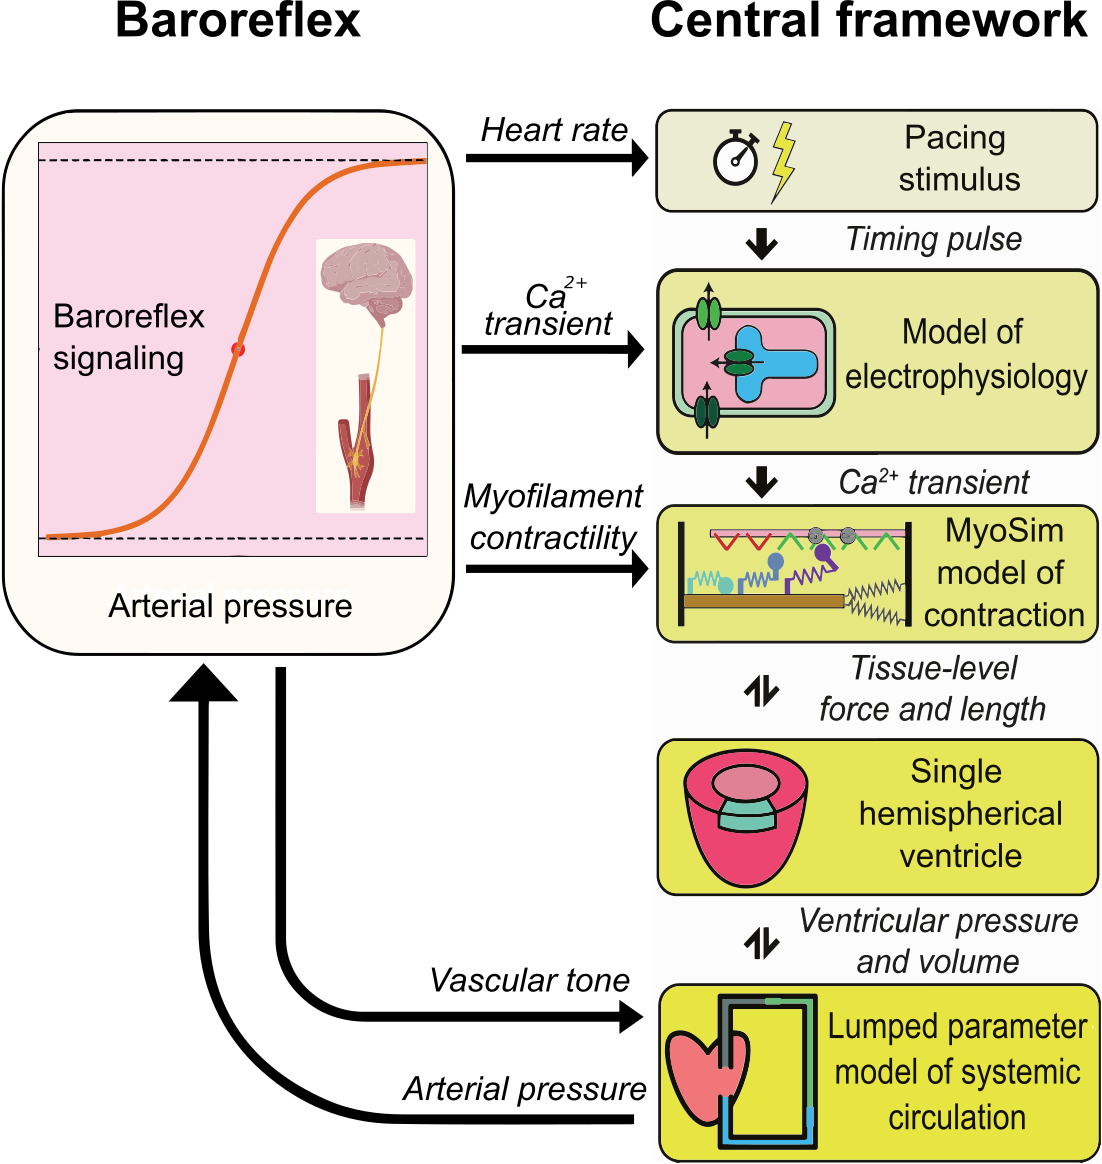 Baroreflex
Central framework
Baroreflex
signaling
Arterial pressure
Heart rate
Ca2+
transient
Myofilament
contractility
Vascular tone
Arterial pressure
Pacing
stimulus
Timing pulse
Model of
electrophysiology
Ca2+ transient
MyoSim
model of
contraction
Tissue-level
force and length
Single
hemispherical
ventricle
Ventricular pressure
and volume
Lumped parameter
model of systemic
circulation